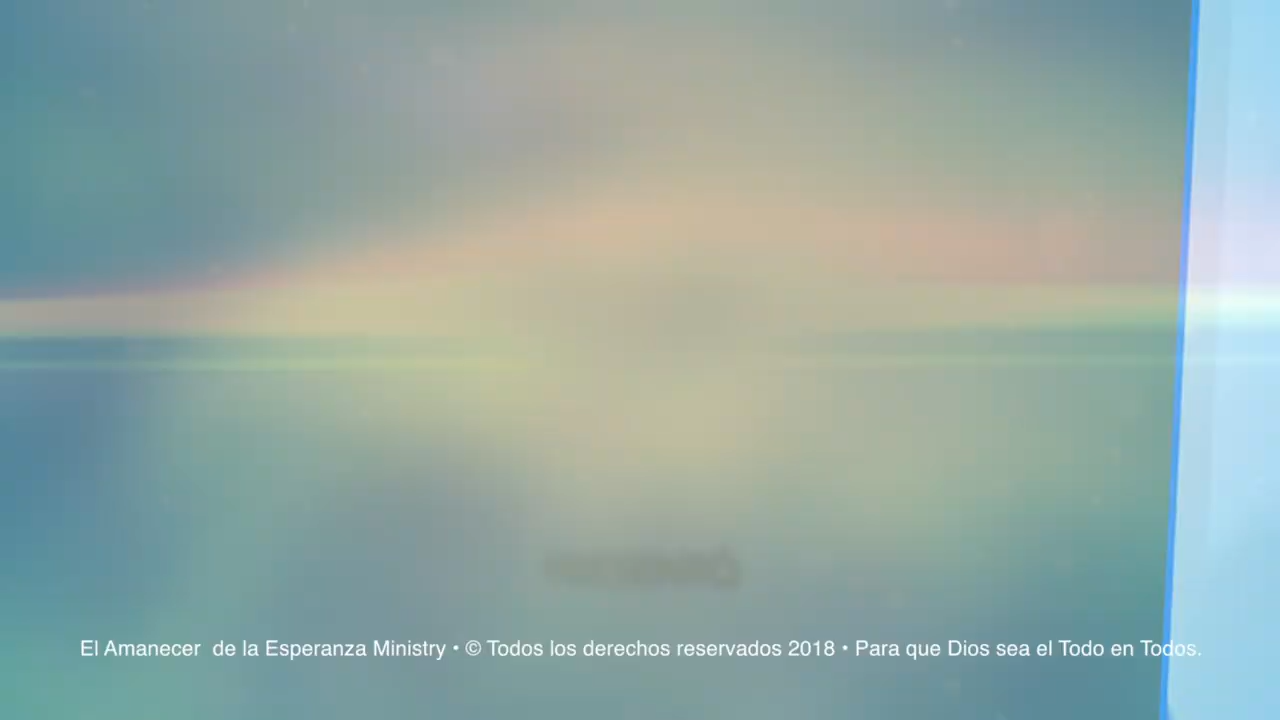 El Amanecer  de la Esperanza Ministry • © Todos los derechos reservados 2018 • Para que Dios sea el Todo en Todos.